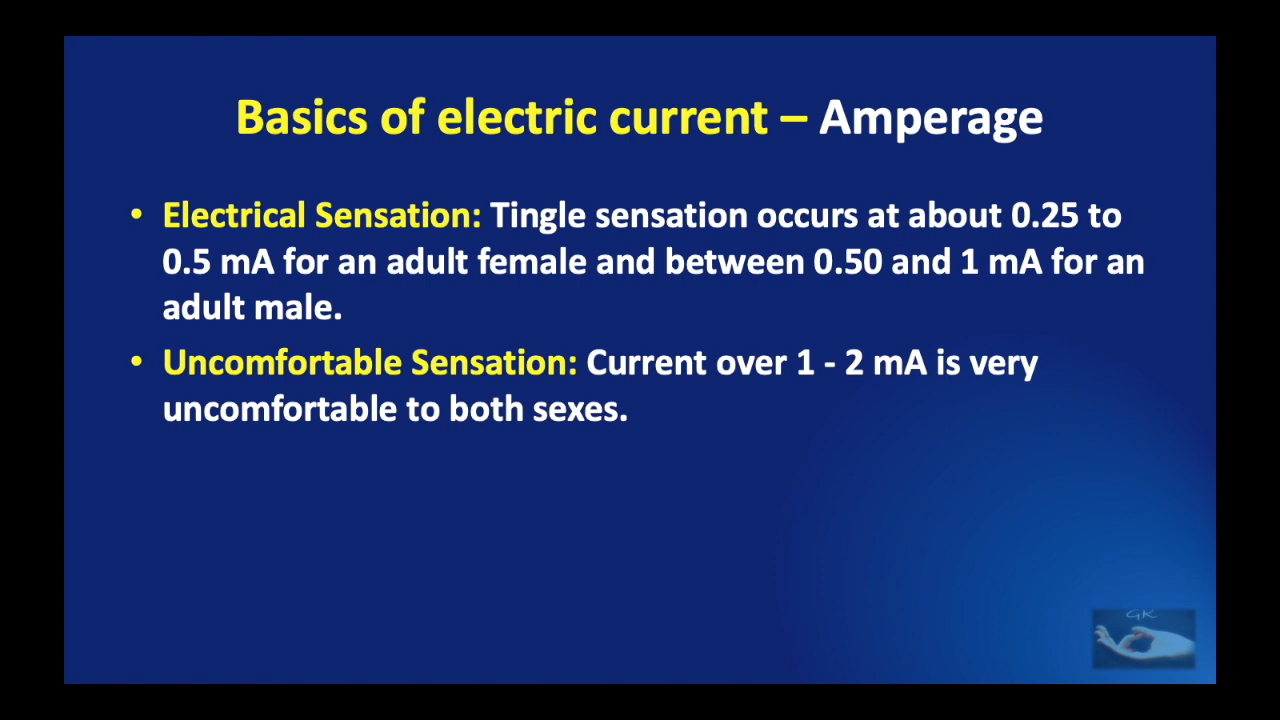 Basics of electric current – Amperage
• Electrical Sensation: Tingle sensation occurs at about 0.25 to
0.5 mA for an adult female and between 0.50 and 1 mA for an
adult male.
• Uncomfortable Sensation: Current over 1 - 2 mA is very
uncomfortable to both sexes.
GK